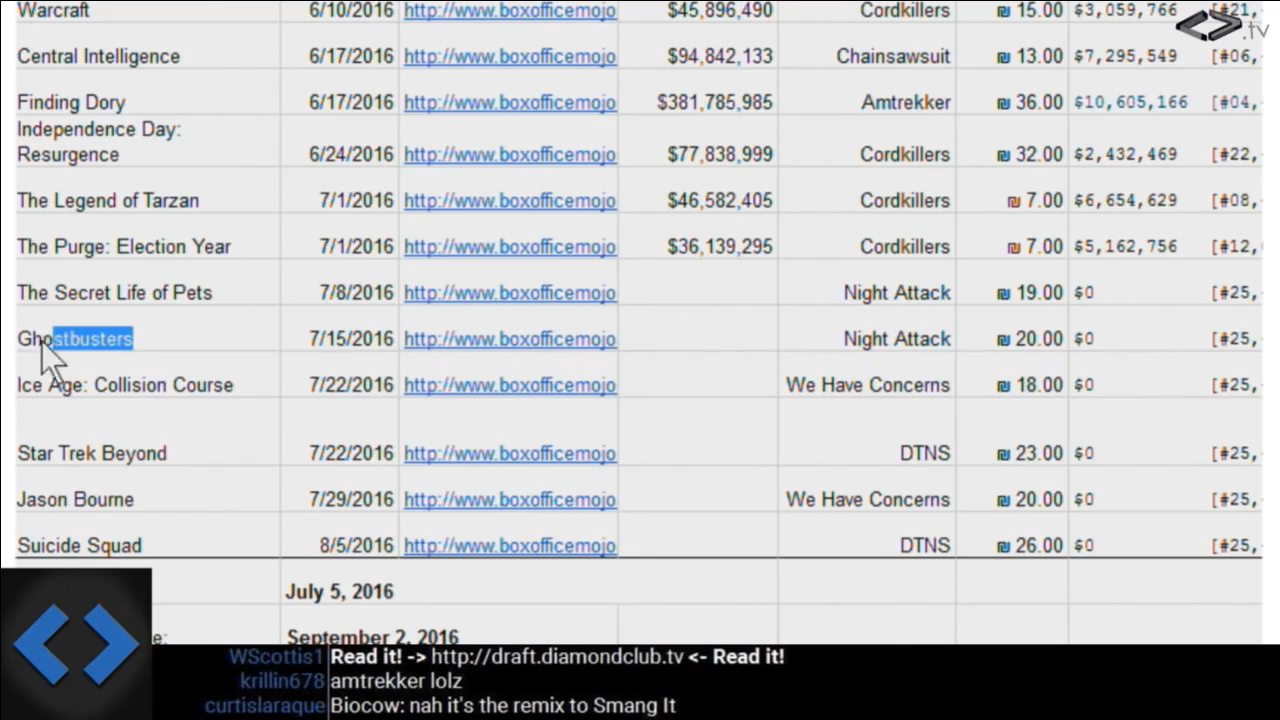 Warcraft 6/10/2016 http://www.boxofficemojo $45,896,490 Cordkillers ₪ 15.00 $3,059,766 [#21,
.tv
Central Intelligence 6/17/2016 http://www.boxofficemojo $94,842,133 Chainsawsuit ₪ 13.00 $7,295,549 [#06,
Finding Dory 6/17/2016 http://www.boxofficemojo $381,785,985 Amtrekker ₪ 36.00 $10,605,166 [#04,
Independence Day:
Resurgence 6/24/2016 http://www.boxofficemojo $77,838,999 Cordkillers ₪ 32.00 $2,432,469 [#22,
The Legend of Tarzan 7/1/2016 http://www.boxofficemojo $46,582,405 Cordkillers ₪ 7.00 $6,654,629 [#08,
The Purge: Election Year 7/1/2016 http://www.boxofficemojo $36,139,295 Cordkillers ₪ 7.00 $5,162,756 [#12,
The Secret Life of Pets 7/8/2016 http://www.boxofficemojo Night Attack ₪ 19.00 $0 [#25,
Ghostbusters 7/15/2016 http://www.boxofficemojo Night Attack ₪ 20.00 $0 [#25,
Ice Age: Collision Course 7/22/2016 http://www.boxofficemojo We Have Concerns ₪ 18.00 $0 [#25,
Star Trek Beyond 7/22/2016 http://www.boxofficemojo DTNS ₪ 23.00 $0 [#25,
Jason Bourne 7/29/2016 http://www.boxofficemojo We Have Concerns ₪ 20.00 $0 [#25,
Suicide Squad 8/5/2016 http://www.boxofficemojo DTNS ₪ 26.00 $0 [#25,
July 5, 2016
e: September 2, 2016
WScottis1 Read it! -> http://draft.diamondclub.tv <- Read it!
krillin678 amtrekker lolz
curtislaraque Biocow: nah it's the remix to Smang It